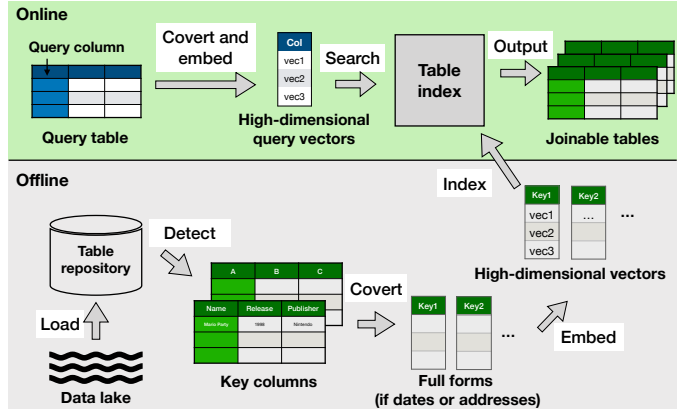 Online
Query column
Covert and
embed
Col
vec1
vec2
vec3
Search
Table
index
Output
Query table
High-dimensional
query vectors
Joinable tables
Offline
Index
Key1
Key2
vec1
...
...
vec2
vec3
High-dimensional vectors
Table
repository
Detect
A
B
C
Name
Release
Publisher
Mario Party
1998
Nintendo
Covert
Key1
Key2
...
Embed
Load
Data lake
Key columns
Full forms
(if dates or addresses)